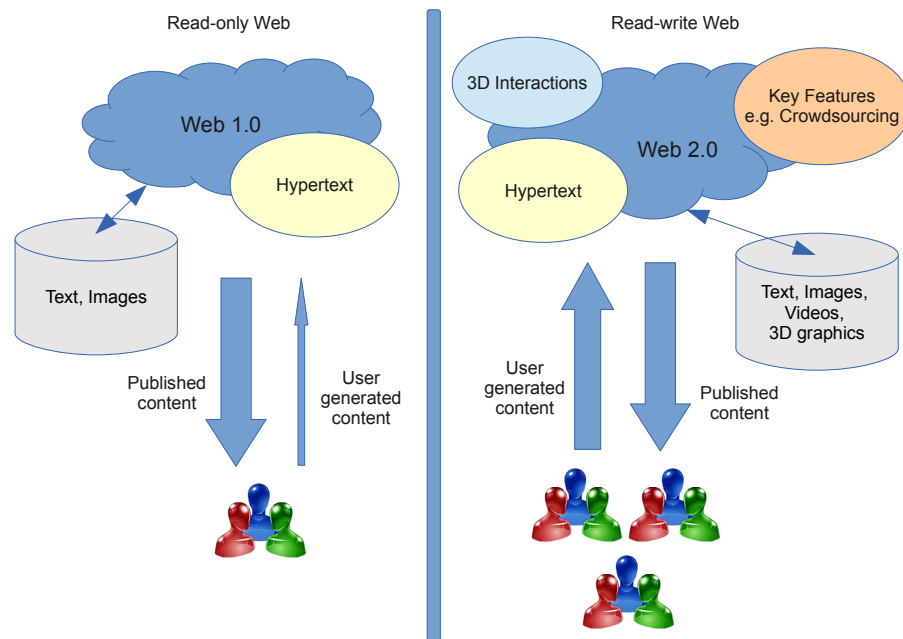 Read-only Web
Web 1.0
Hypertext
Text, Images
Published
content
User
generated
content
Read-write Web
3D Interactions
Key Features
e.g. Crowdsourcing
Web 2.0
Hypertext
Text, Images,
Videos,
3D graphics
User
generated
content
Published
content